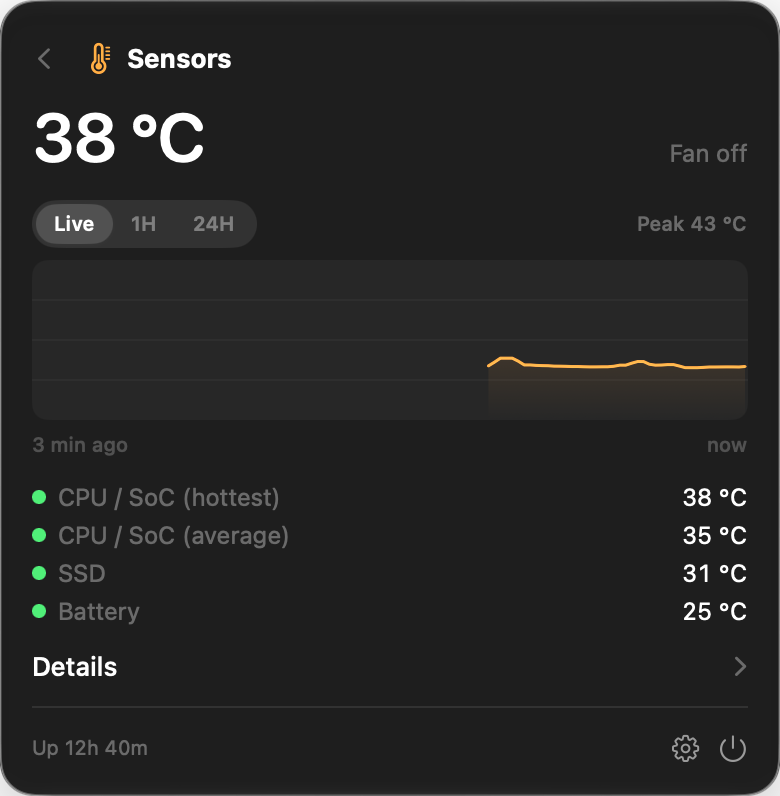 Sensors
38 °C
Fan off
Live 1H 24H
Peak 43 °C
3 min ago now
CPU / SoC (hottest) 38 °C
CPU / SoC (average) 35 °C
SSD 31 °C
Battery 25 °C
Details
Up 12h 40m